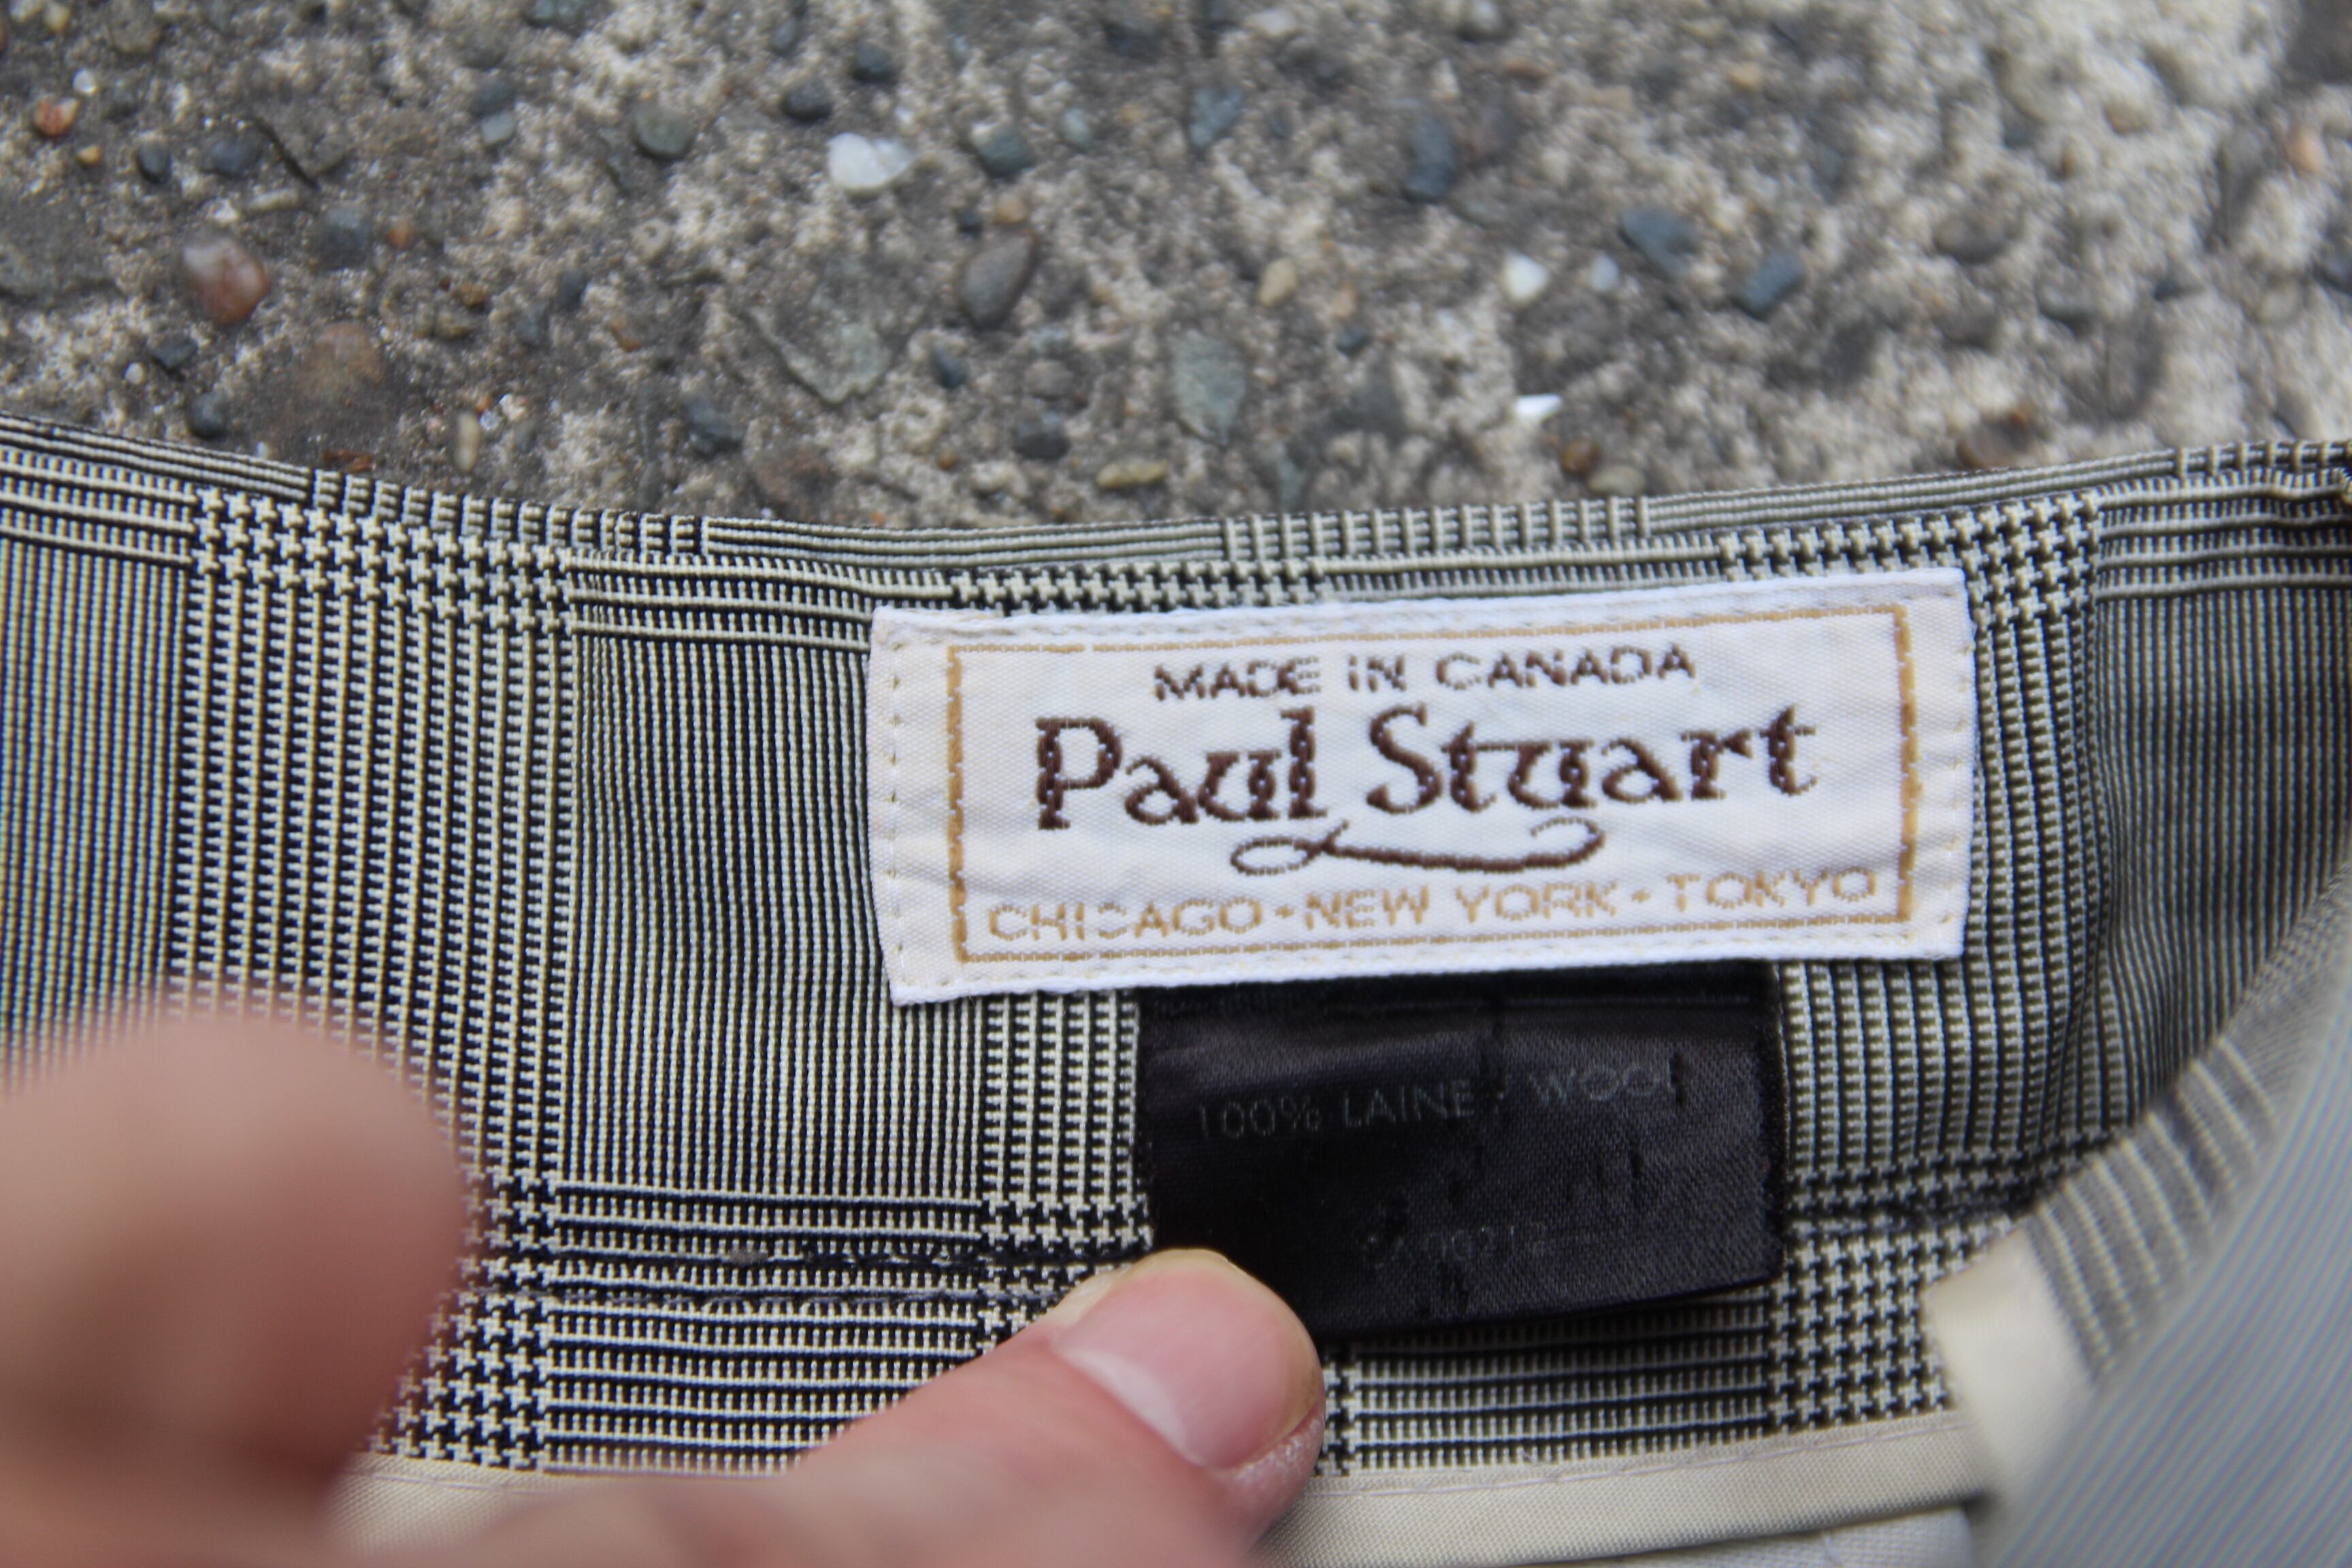 MADE IN CANADA
Paul Stuart
CHICAGO • NEW YORK • TOKYO
100% LAINE - WOOL